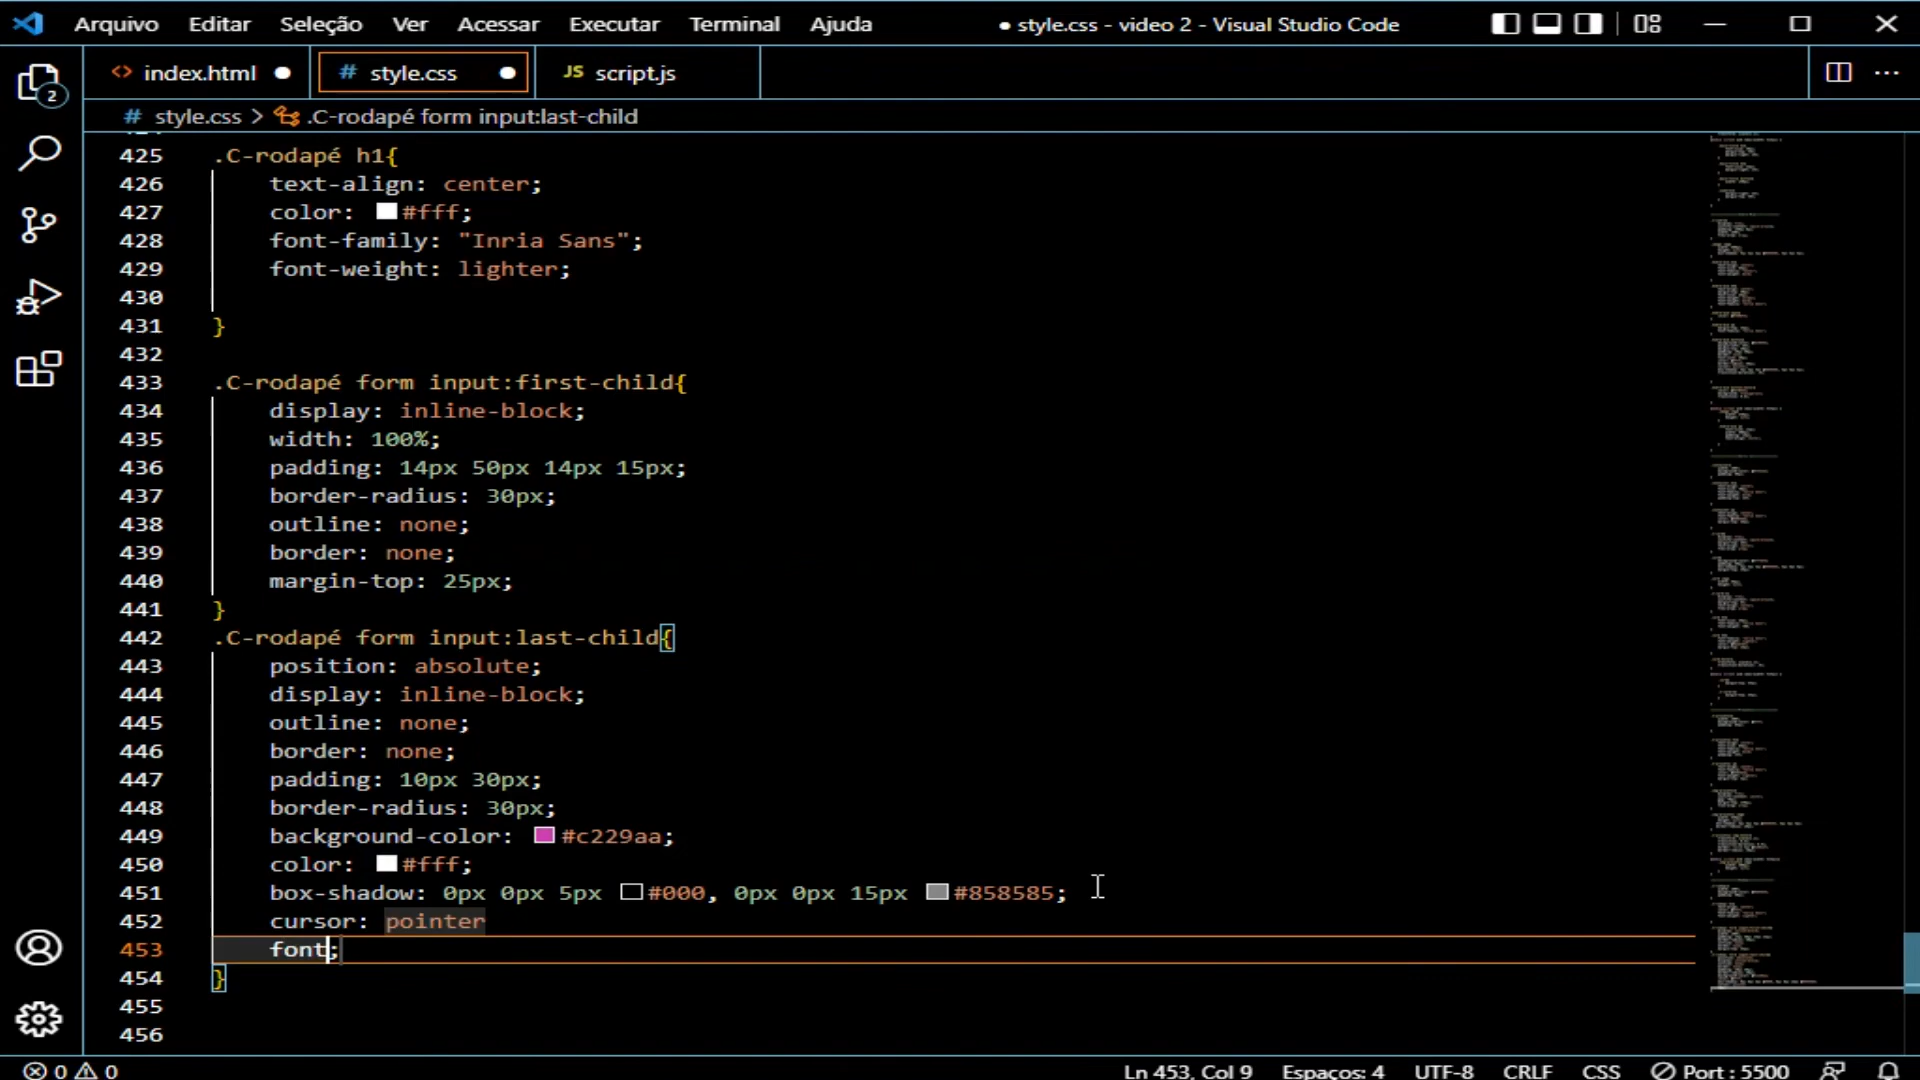 Arquivo Editar Seleção Ver Acessar Executar Terminal Ajuda ● style.css - video 2 - Visual Studio Code
<> index.html ● # style.css ● JS script.js ···
2
# style.css > .C-rodapé form input:last-child
425 .C-rodapé h1{
426 text-align: center;
427 color: #fff;
428 font-family: "Inria Sans";
429 font-weight: lighter;
430
431 }
432
433 .C-rodapé form input:first-child{
434 display: inline-block;
435 width: 100%;
436 padding: 14px 50px 14px 15px;
437 border-radius: 30px;
438 outline: none;
439 border: none;
440 margin-top: 25px;
441 }
442 .C-rodapé form input:last-child{
443 position: absolute;
444 display: inline-block;
445 outline: none;
446 border: none;
447 padding: 10px 30px;
448 border-radius: 30px;
449 background-color: #c229aa;
450 color: #fff;
451 box-shadow: 0px 0px 5px #000, 0px 0px 15px #858585;
452 cursor: pointer
453 font;
454 }
455
456
0 0 Ln 453, Col 9 Espaços: 4 UTF-8 CRLF CSS Port : 5500